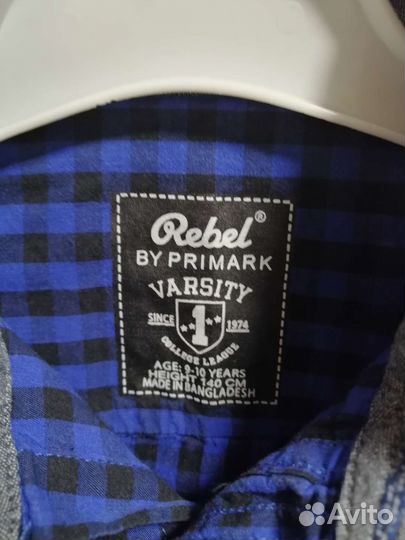 Rebel®
BY PRIMARK
VARSITY
SINCE 1 1974
COLLEGE LEAGUE
AGE: 9-10 YEARS
HEIGHT 140 CM
MADE IN BANGLADESH
Avito